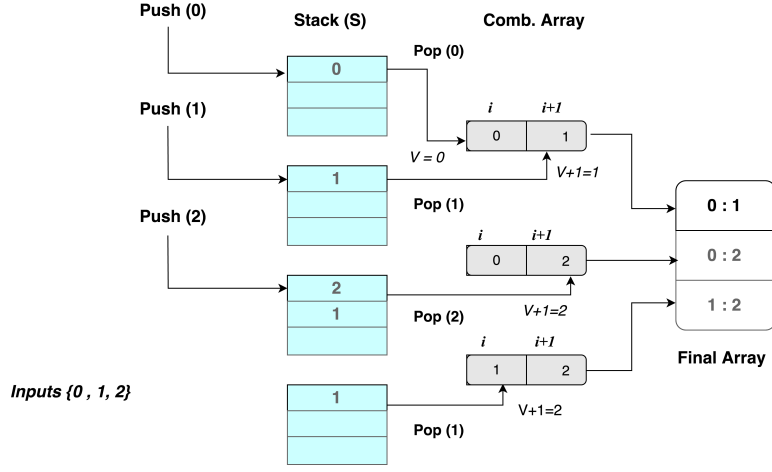 Push (0)
Stack (S)
Comb. Array
Pop (0)
0
i i+1
Push (1)
0 1
V = 0
V+1=1
1
Pop (1)
0 : 1
Push (2)
i i+1
0 2
0 : 2
2
V+1=2
1
Pop (2)
1 : 2
i i+1
Final Array
1 2
Inputs {0 , 1, 2}
1
V+1=2
Pop (1)